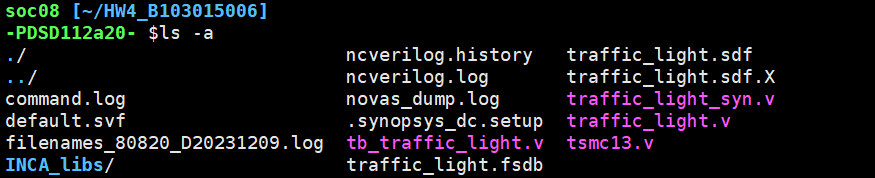 soc08 [~/HW4_B103015006]
-PDSD112a20- $ls -a
./ ncverilog.history traffic_light.sdf
../ ncverilog.log traffic_light.sdf.X
command.log novas_dump.log traffic_light_syn.v
default.svf .synopsys_dc.setup traffic_light.v
filenames_80820_D20231209.log tb_traffic_light.v tsmc13.v
INCA_libs/ traffic_light.fsdb